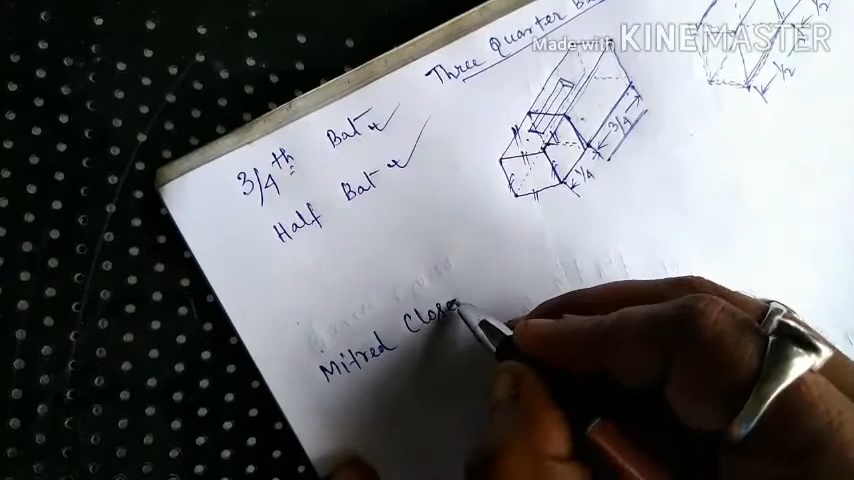 Made with KINEMASTER
Three Quarter
3/4th Bat
Half Bat
3/4
1/4
1/2
Mitred Close